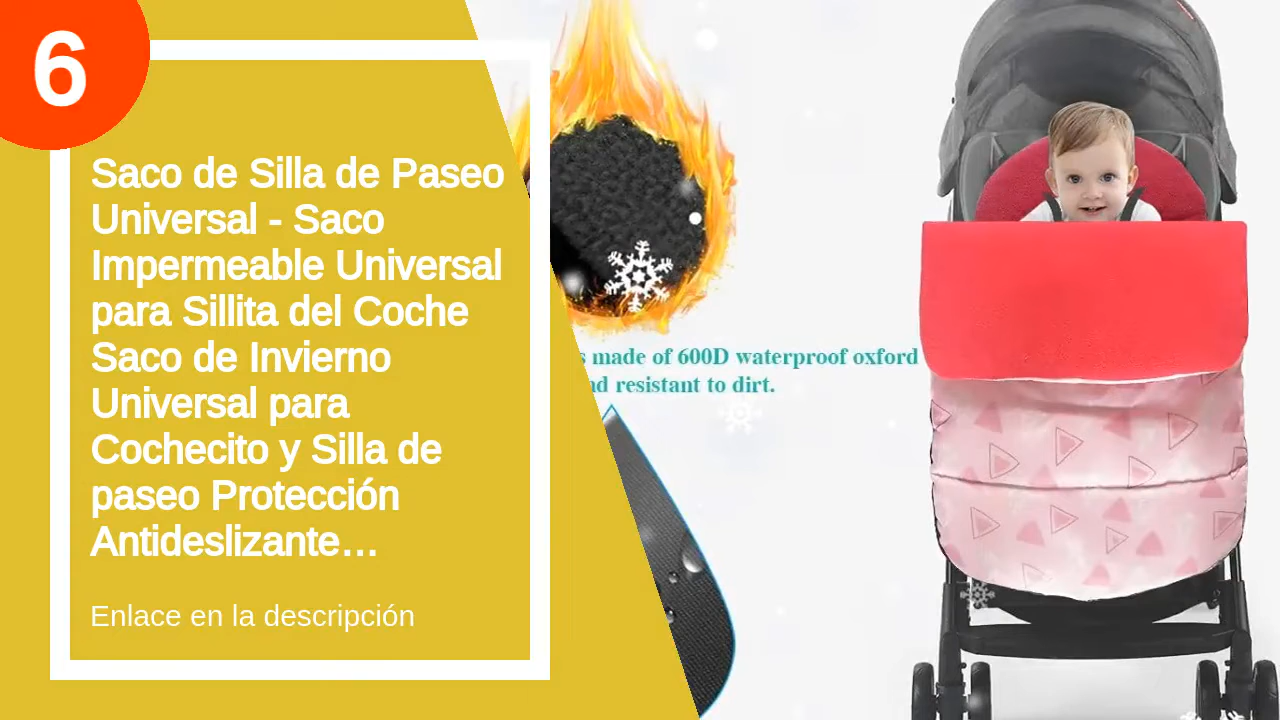 6
Saco de Silla de Paseo
Universal - Saco
Impermeable Universal
para Sillita del Coche
Saco de Invierno
Universal para
Cochecito y Silla de
paseo Protección
Antideslizante...
Enlace en la descripción
made of 600D waterproof oxford
resistant to dirt.